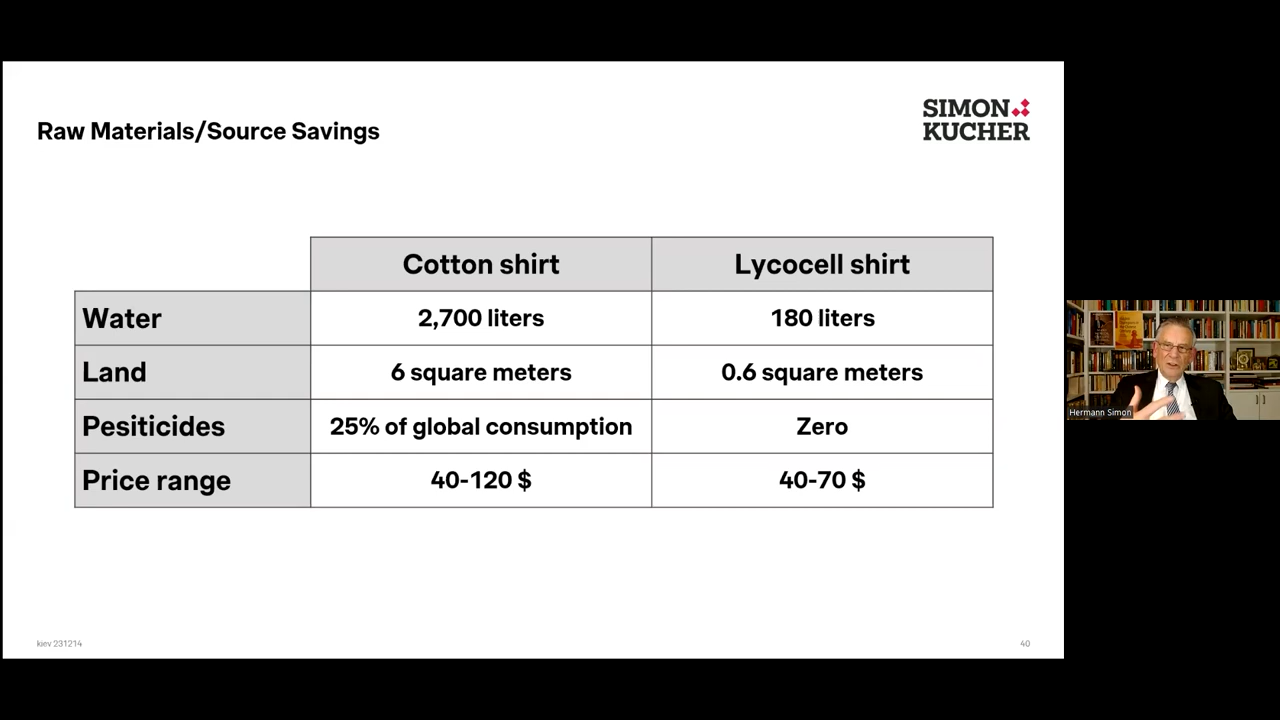 Raw Materials/Source Savings
SIMON
KUCHER
Cotton shirt Lycocell shirt
Water 2,700 liters 180 liters
Land 6 square meters 0.6 square meters
Pesiticides 25% of global consumption Zero
Price range 40-120 $ 40-70 $
kiev 231214 40
Hermann Simon